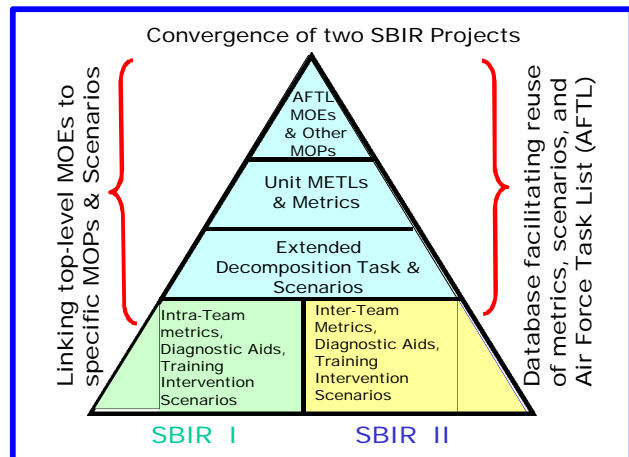 Convergence of two SBIR Projects
Linking top-level MOEs to
specific MOPs & Scenarios
AFTL
MOEs
& Other
MOPs
Unit METLs
& Metrics
Extended
Decomposition Task &
Scenarios
Intra-Team
metrics,
Diagnostic Aids,
Training
Intervention
Scenarios
Inter-Team
Metrics,
Diagnostic Aids,
Training
Intervention
Scenarios
Database facilitating reuse
of metrics, scenarios, and
Air Force Task List (AFTL)
SBIR I
SBIR II